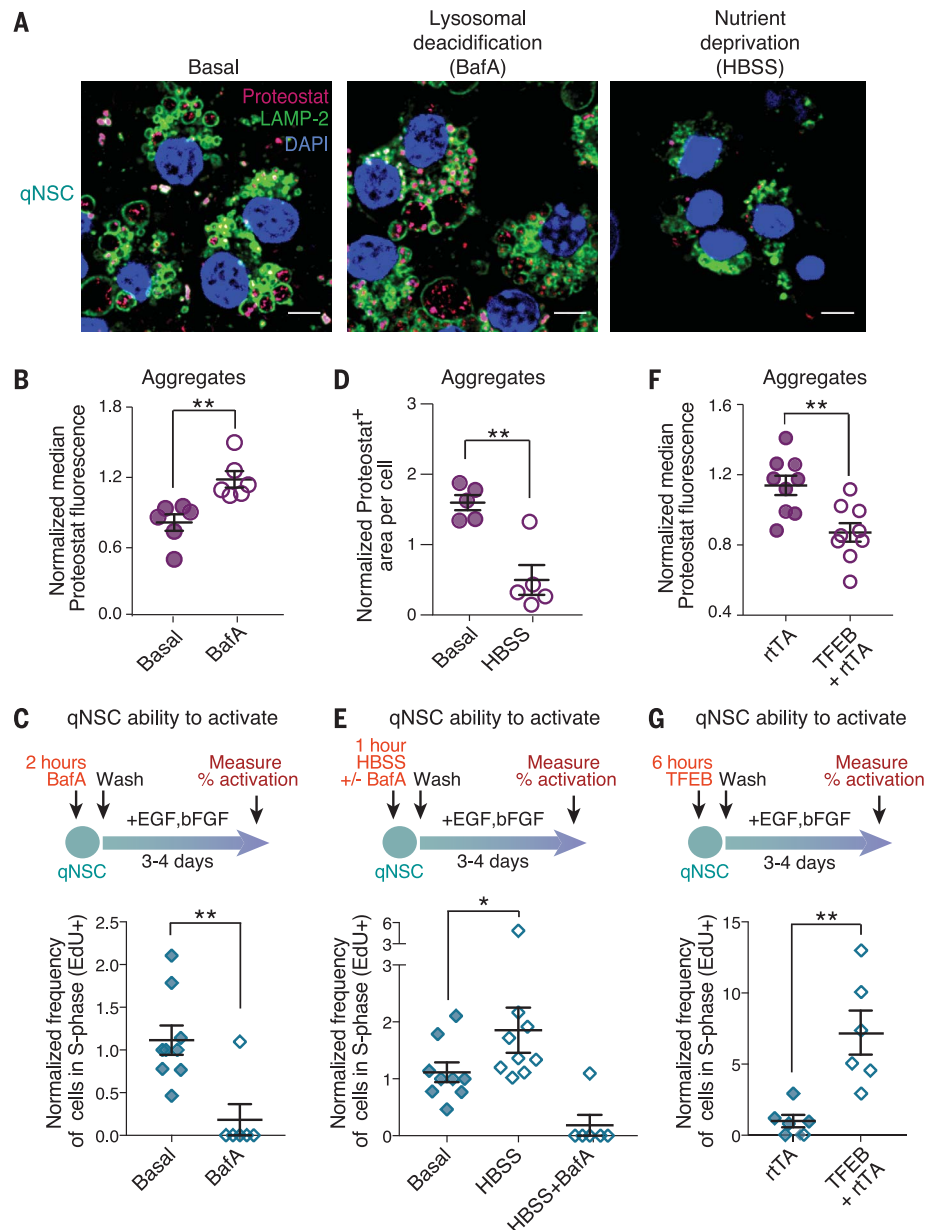 A
Basal
Lysosomal
deacidification
(BafA)
Nutrient
deprivation
(HBSS)
Proteostat
LAMP-2
DAPI
qNSC
B
Aggregates
Normalized median
Proteostat fluorescence
1.8
1.2
0.6
0.0
**
Basal
BafA
D
Aggregates
Normalized Proteostat+
area per cell
3
2
1
0
**
Basal
HBSS
F
Aggregates
Normalized median
Proteostat fluorescence
1.6
1.2
0.8
0.4
**
rtTA
TFEB
+ rtTA
C
qNSC ability to activate
2 hours
BafA
Wash
Measure
% activation
+EGF,bFGF
3-4 days
qNSC
Normalized frequency
of cells in S-phase (EdU+)
2.5
2.0
1.5
1.0
0.5
0.0
**
Basal
BafA
E
qNSC ability to activate
1 hour
HBSS
+/- BafA
Wash
Measure
% activation
+EGF,bFGF
3-4 days
qNSC
Normalized frequency
of cells in S-phase (EdU+)
6
3
3
2
1
0
*
Basal
HBSS
HBSS+BafA
G
qNSC ability to activate
6 hours
TFEB
Wash
Measure
% activation
+EGF,bFGF
3-4 days
qNSC
Normalized frequency
of cells in S-phase (EdU+)
15
10
5
0
**
rtTA
TFEB
+ rtTA